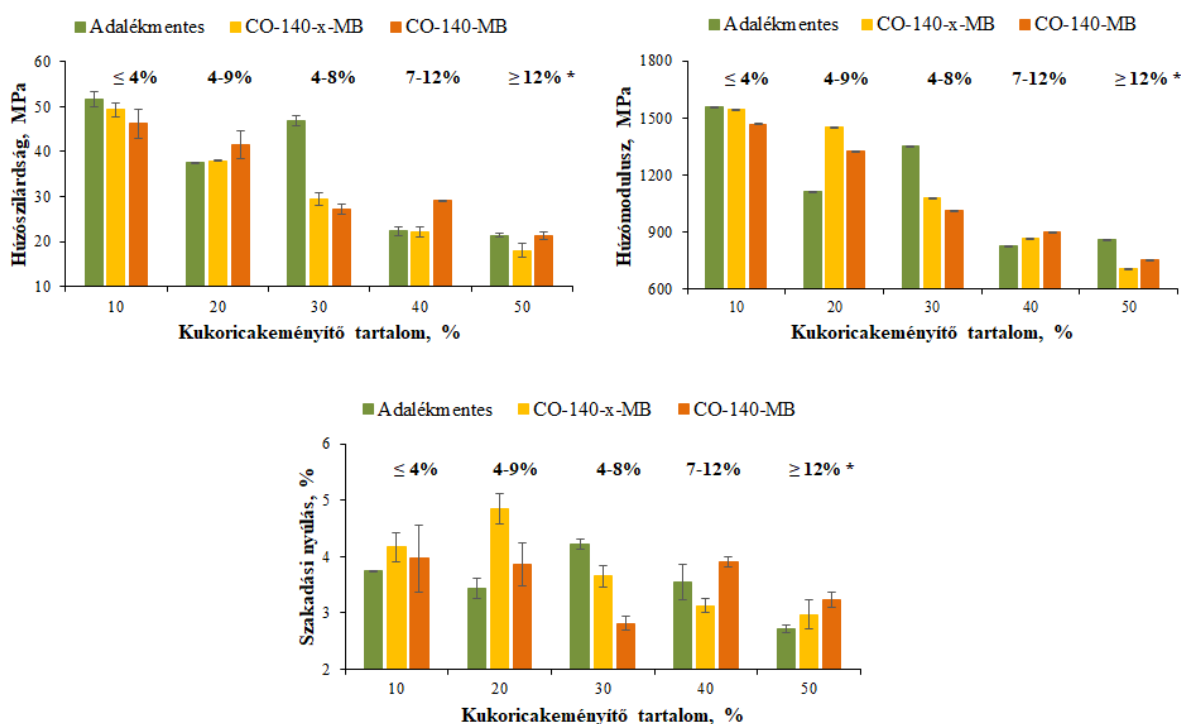 Adalékmentes CO-140-x-MB CO-140-MB
≤ 4% 4-9% 4-8% 7-12% ≥ 12% *
Húzószilárdság, MPa
60
50
40
30
20
10
10 20 30 40 50
Kukoricakeményítő tartalom, %
Adalékmentes CO-140-x-MB CO-140-MB
≤ 4% 4-9% 4-8% 7-12% ≥ 12% *
Húzómodulusz, MPa
1800
1500
1200
900
600
10 20 30 40 50
Kukoricakeményítő tartalom, %
Adalékmentes CO-140-x-MB CO-140-MB
≤ 4% 4-9% 4-8% 7-12% ≥ 12% *
Szakadási nyúlás, %
6
5
4
3
2
10 20 30 40 50
Kukoricakeményítő tartalom, %